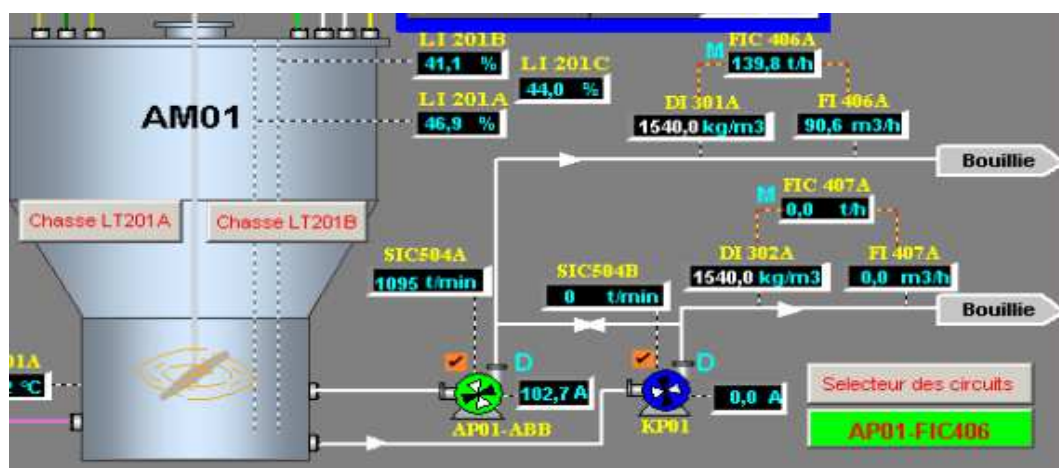 LI 201B
FIC 406A
M
41,1 %
LI 201C
139,8 t/h
44,0 %
LI 201A
DI 301A
FI 406A
AM01
46,9 %
1540,0 kg/m3
90,6 m3/h
Bouillie
M
FIC 407A
Chasse LT201A
Chasse LT201B
0,0 t/h
SIC504A
SIC504B
DI 302A
FI 407A
1095 t/min
0 t/min
1540,0 kg/m3
0,0 m3/h
Bouillie
01A
D
D
°C
102,7 A
0,0 A
Selecteur des circuits
AP01-ABB
KP01
AP01-FIC406